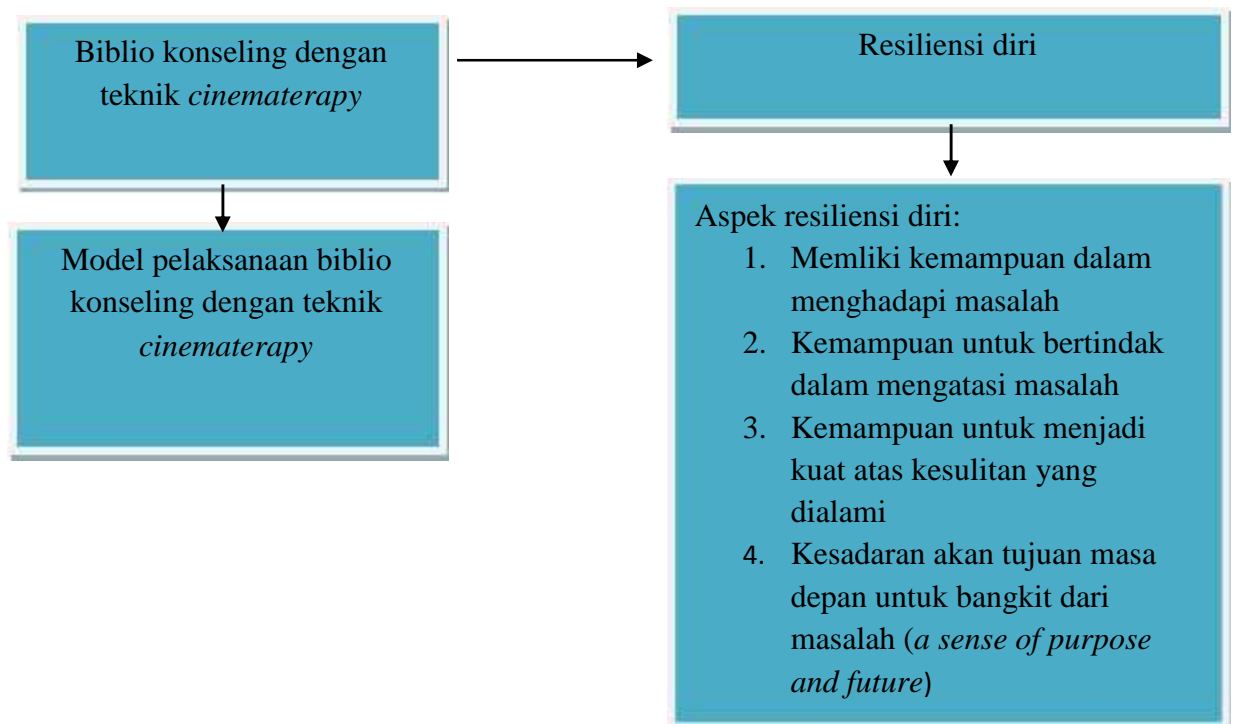 Biblio konseling dengan
teknik cinematerapy
Resiliensi diri
Model pelaksanaan biblio
konseling dengan teknik
cinematerapy
Aspek resiliensi diri:
1. Memliki kemampuan dalam
menghadapi masalah
2. Kemampuan untuk bertindak
dalam mengatasi masalah
3. Kemampuan untuk menjadi
kuat atas kesulitan yang
dialami
4. Kesadaran akan tujuan masa
depan untuk bangkit dari
masalah (a sense of purpose
and future)